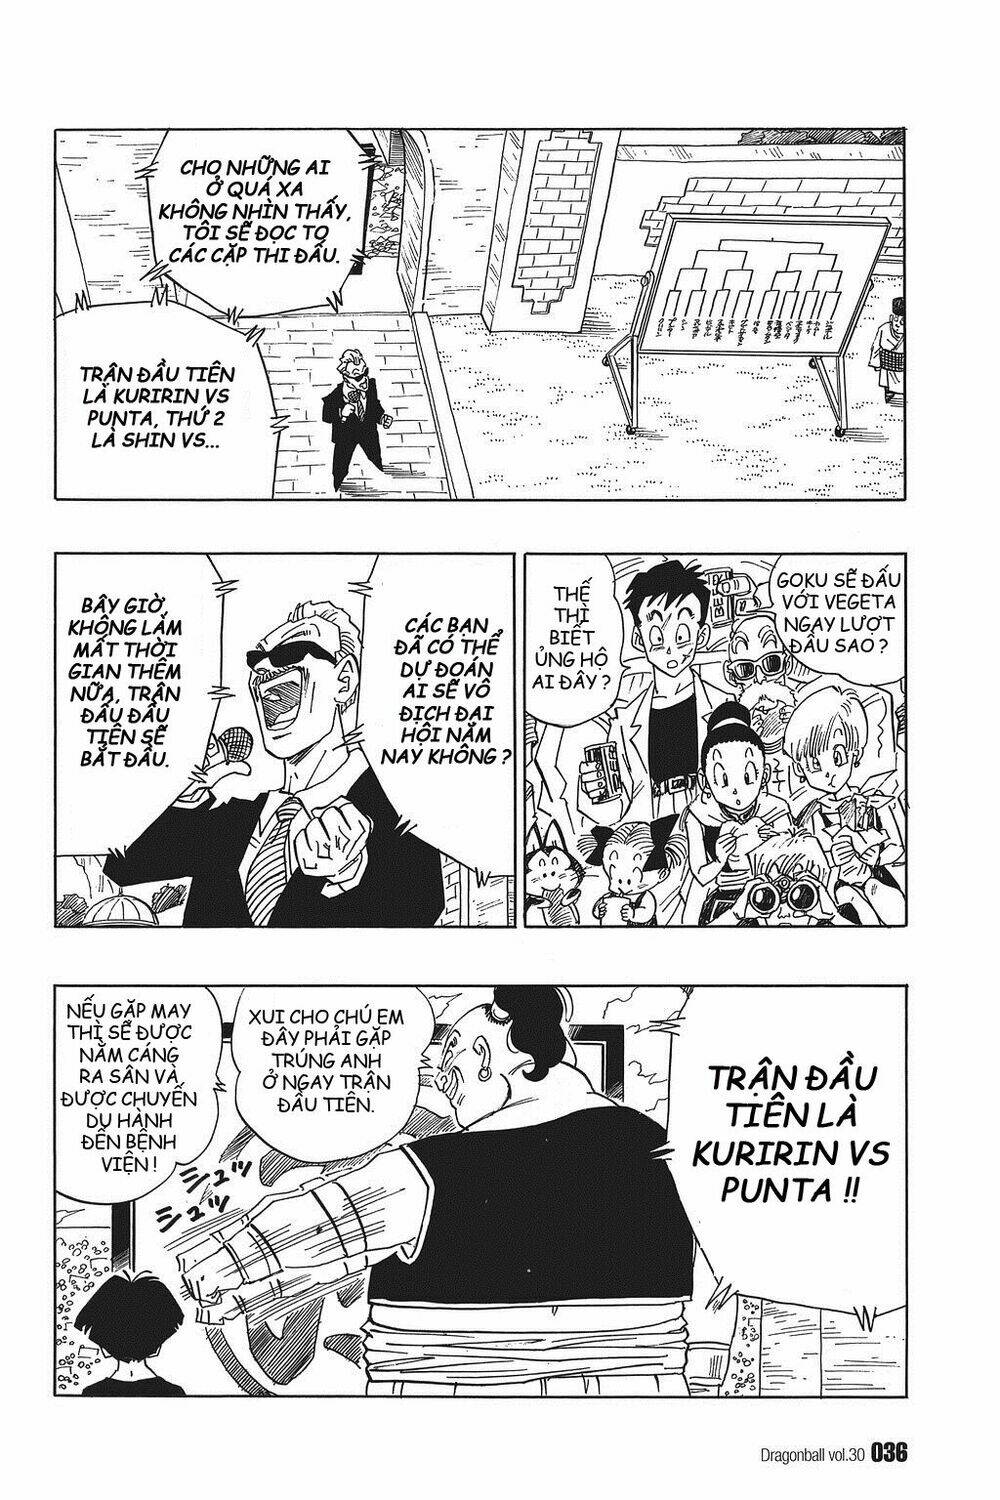 CHO NHỮNG AI
Ở QUÁ XA
KHÔNG NHÌN THẤY,
TÔI SẼ ĐỌC TO
CÁC CẶP THI ĐẤU.
TRẬN ĐẦU TIÊN
LÀ KURIRIN VS
PUNTA, THỨ 2
LÀ SHIN VS...
BÂY GIỜ,
KHÔNG LÀM
MẤT THỜI
GIAN THÊM
NỮA, TRẬN
ĐẤU ĐẦU
TIÊN SẼ
BẮT ĐẦU.
CÁC BẠN
ĐÃ CÓ THỂ
DỰ ĐOÁN
AI SẼ VÔ
ĐỊCH ĐẠI
HỘI NĂM
NAY KHÔNG ?
THẾ
THÌ
BIẾT
ỦNG HỘ
AI ĐÂY ?
GOKU SẼ ĐẤU
VỚI VEGETA
NGAY LƯỢT
ĐẦU SAO ?
BEER
NẾU GẶP MAY
THÌ SẼ ĐƯỢC
NẰM CÁNG
RA SÂN VÀ
ĐƯỢC CHUYẾN
DU HÀNH
ĐẾN BỆNH
VIỆN !
XUI CHO CHÚ EM
ĐÂY PHẢI GẶP
TRÚNG ANH
Ở NGAY TRẬN
ĐẦU TIÊN.
TRẬN ĐẦU
TIÊN LÀ
KURIRIN VS
PUNTA !!
シュッ
シュッ
Dragonball vol.30 036